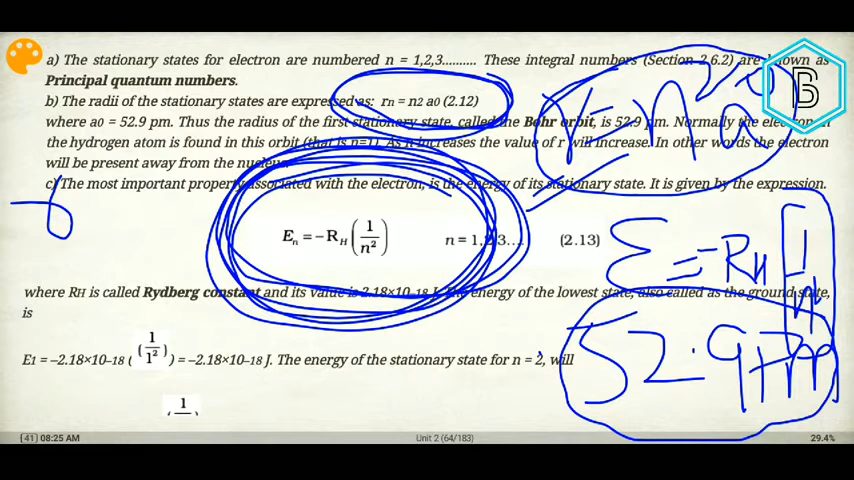 a) The stationary states for electron are numbered n = 1,2,3.......... These integral numbers (Section 2.6.2) are known as
Principal quantum numbers.
b) The radii of the stationary states are expressed as: rn = n2 a0 (2.12)
where a0 = 52.9 pm. Thus the radius of the first stationary state, called the Bohr orbit, is 52.9 pm. Normally the electron in
the hydrogen atom is found in this orbit (that is n=1). As n increases the value of r will increase. In other words the electron
will be present away from the nucleus.
c) The most important property associated with the electron, is the energy of its stationary state. It is given by the expression.
En = –RH (1/n²) n = 1,2,3.... (2.13)
where RH is called Rydberg constant and its value is 2.18×10–18 J. The energy of the lowest state, also called as the ground state,
is
E1 = –2.18×10–18 (1/1²) = –2.18×10–18 J. The energy of the stationary state for n = 2, will
1
B
r = n² a0
E = -RH [1/n
52.9
{41} 08:25 AM Unit 2 (64/183) 29.4%